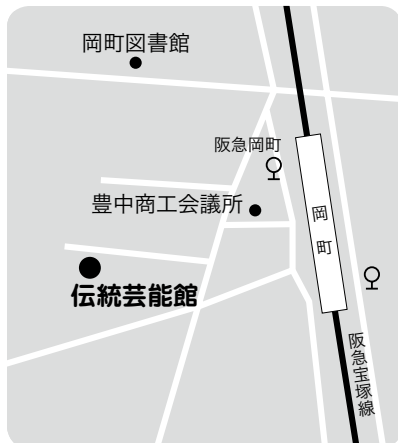 岡町図書館
阪急岡町
豊中商工会議所
岡町
伝統芸能館
阪急宝塚線